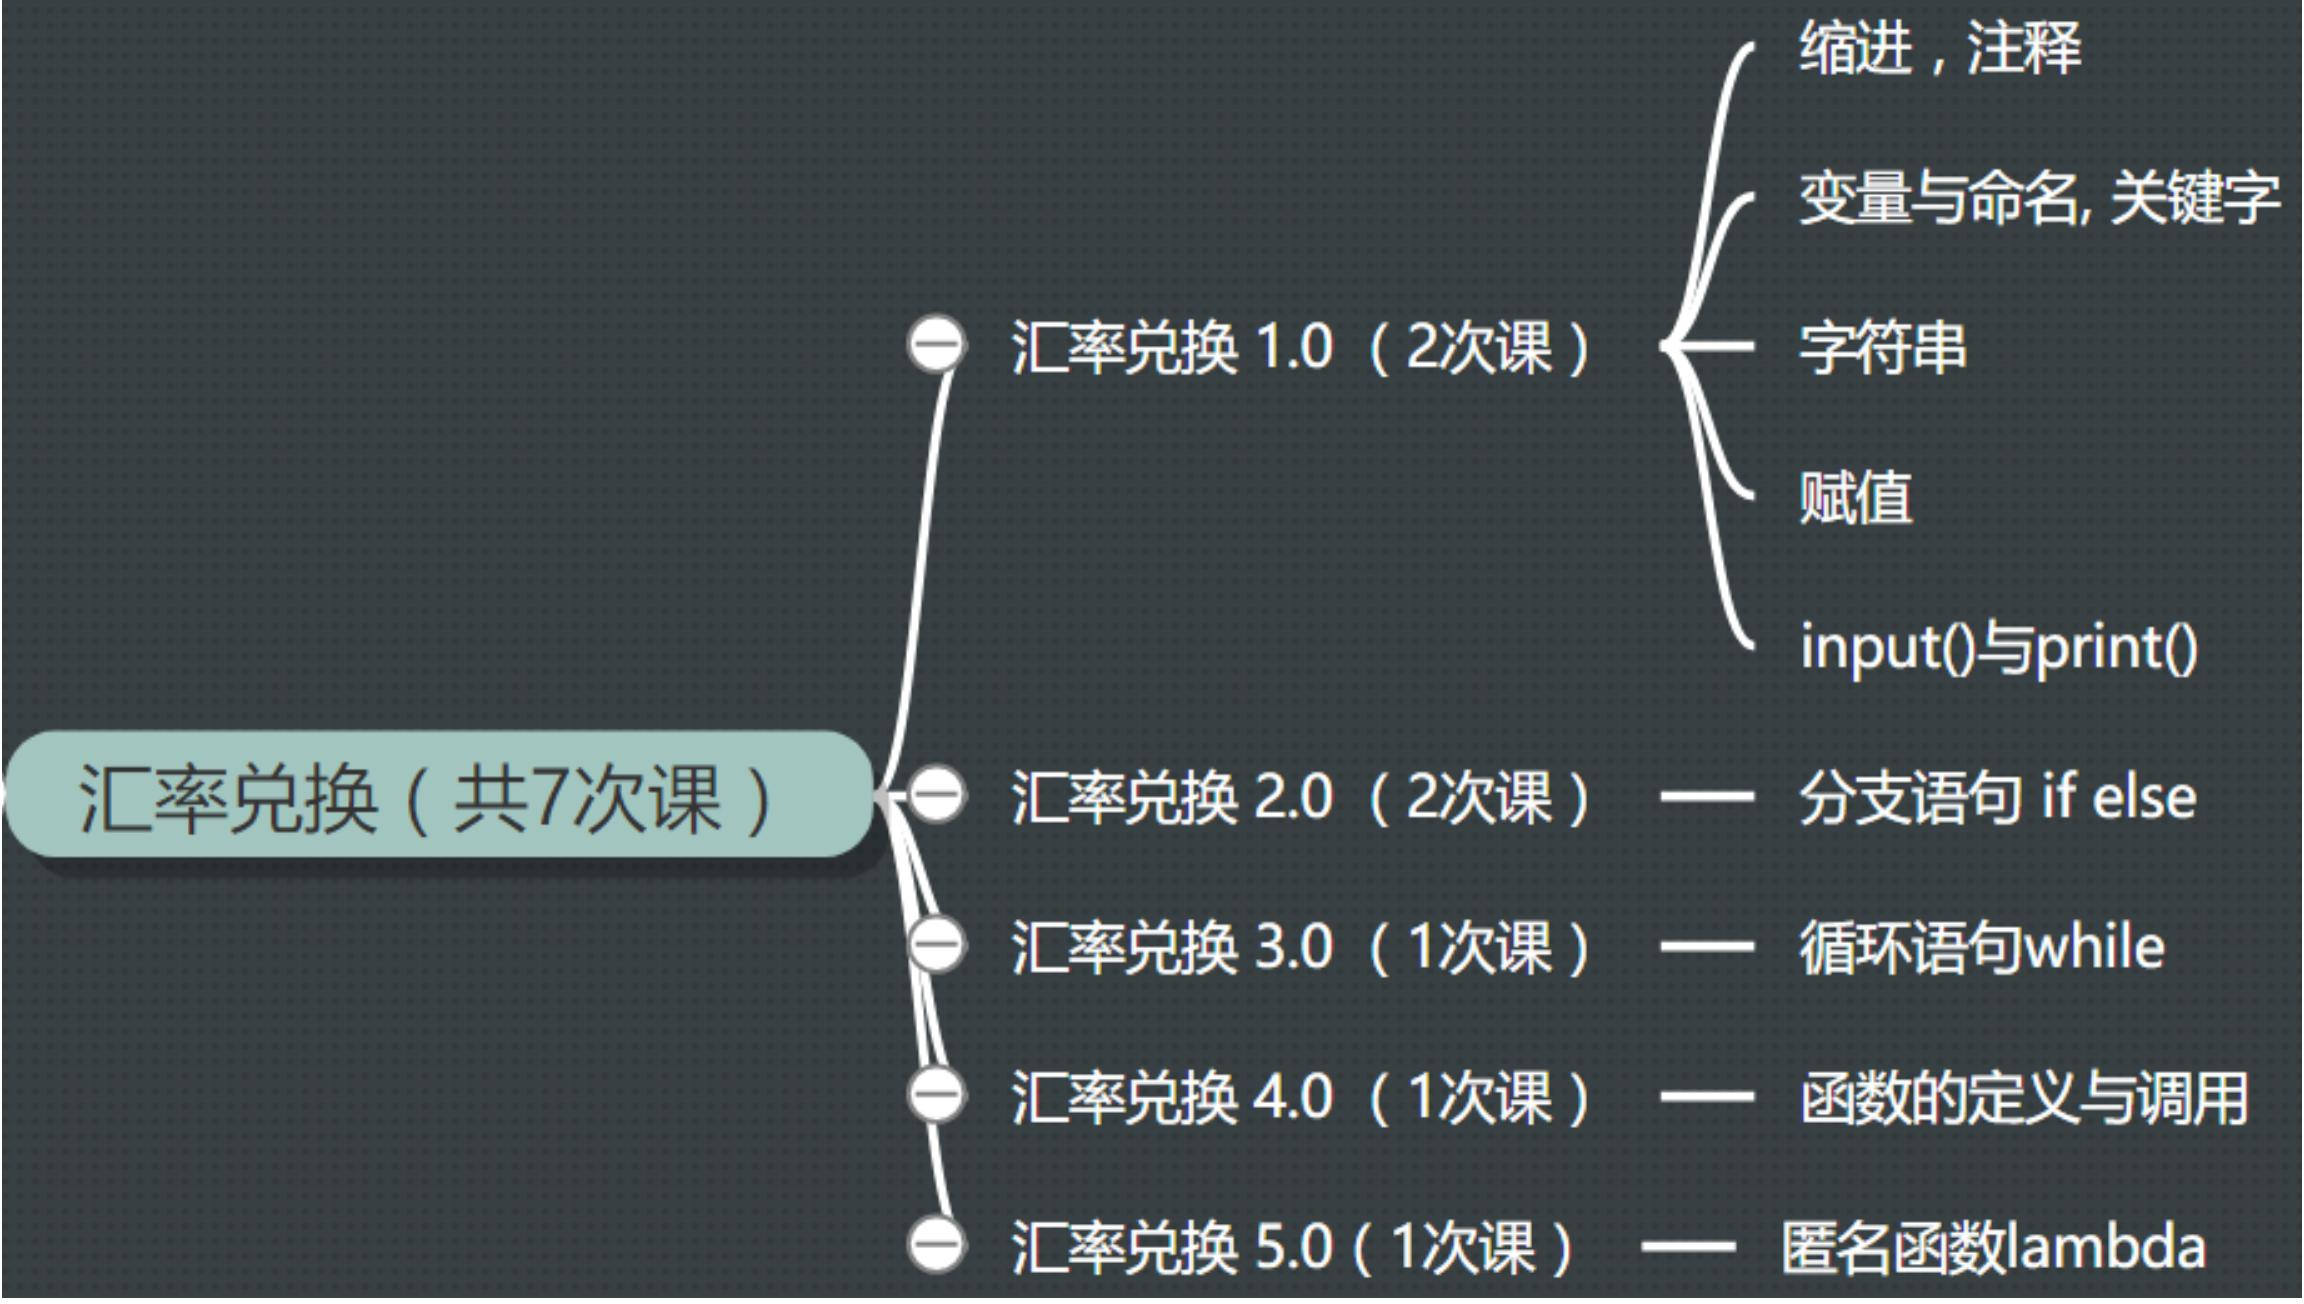 缩进，注释
变量与命名, 关键字
汇率兑换 1.0 （2次课）
字符串
赋值
input()与print()
汇率兑换（共7次课）
汇率兑换 2.0 （2次课）
分支语句 if else
汇率兑换 3.0 （1次课）
循环语句while
汇率兑换 4.0 （1次课）
函数的定义与调用
汇率兑换 5.0（1次课）
匿名函数lambda